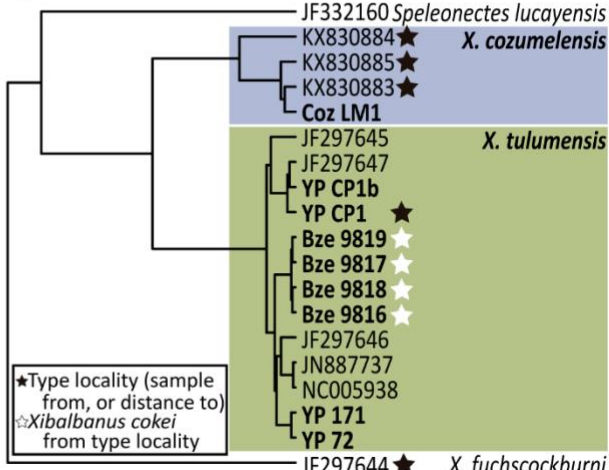 JF332160 Speleonectes lucayensis
KX830884★ X. cozumelensis
KX830885★
KX830883★
Coz LM1
JF297645 X. tulumensis
JF297647
YP CP1b
YP CP1 ★
Bze 9819☆
Bze 9817☆
Bze 9818☆
Bze 9816☆
JF297646
JN887737
NC005938
YP 171
YP 72
★Type locality (sample
from, or distance to)
☆Xibalbanus cokei
from type locality
JF297644★ X. fuchscockburni